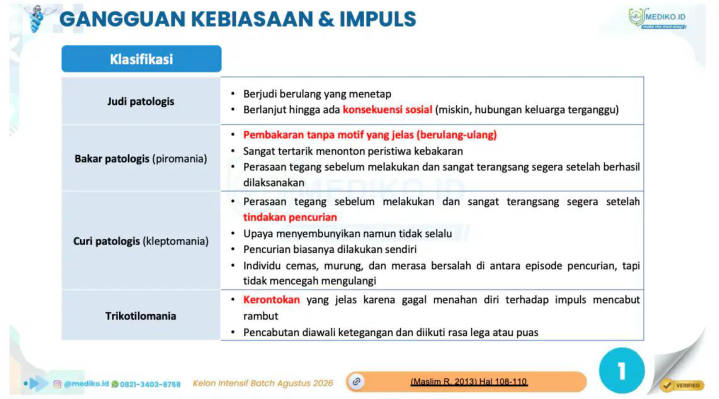 GANGGUAN KEBIASAAN & IMPULS
MEDIKO.ID
Klasifikasi
Judi patologis
• Berjudi berulang yang menetap
• Berlanjut hingga ada konsekuensi sosial (miskin, hubungan keluarga terganggu)
Bakar patologis (piromania)
• Pembakaran tanpa motif yang jelas (berulang-ulang)
• Sangat tertarik menonton peristiwa kebakaran
• Perasaan tegang sebelum melakukan dan sangat terangsang segera setelah berhasil
dilaksanakan
Curi patologis (kleptomania)
• Perasaan tegang sebelum melakukan dan sangat terangsang segera setelah
tindakan pencurian
• Upaya menyembunyikan namun tidak selalu
• Pencurian biasanya dilakukan sendiri
• Individu cemas, murung, dan merasa bersalah di antara episode pencurian, tapi
tidak mencegah mengulangi
Trikotilomania
• Kerontokan yang jelas karena gagal menahan diri terhadap impuls mencabut
rambut
• Pencabutan diawali ketegangan dan diikuti rasa lega atau puas
MEDIKO.ID
@mediko.id 0821-3403-8768
Kelon Intensif Batch Agustus 2026
(Maslim R, 2013) Hal 108-110
1
VERIFIED